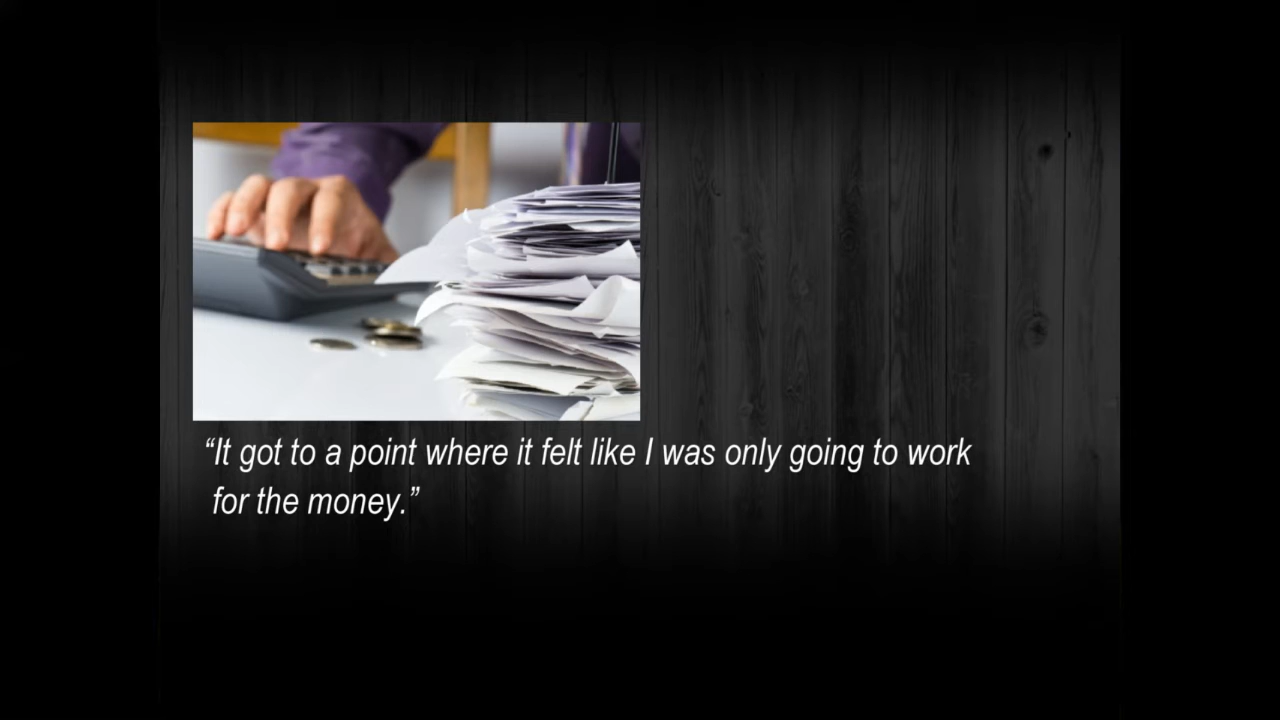 “It got to a point where it felt like I was only going to work
for the money.”